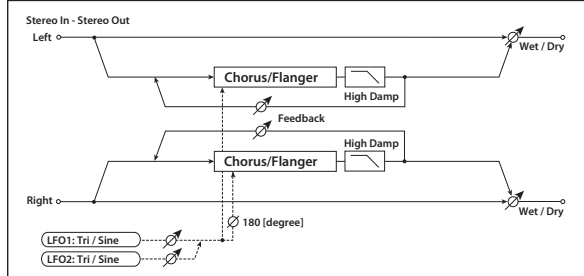 Stereo In - Stereo Out
Left
Wet / Dry
Chorus/Flanger
High Damp
Feedback
High Damp
Chorus/Flanger
Right
Wet / Dry
180 [degree]
LFO1: Tri / Sine
LFO2: Tri / Sine